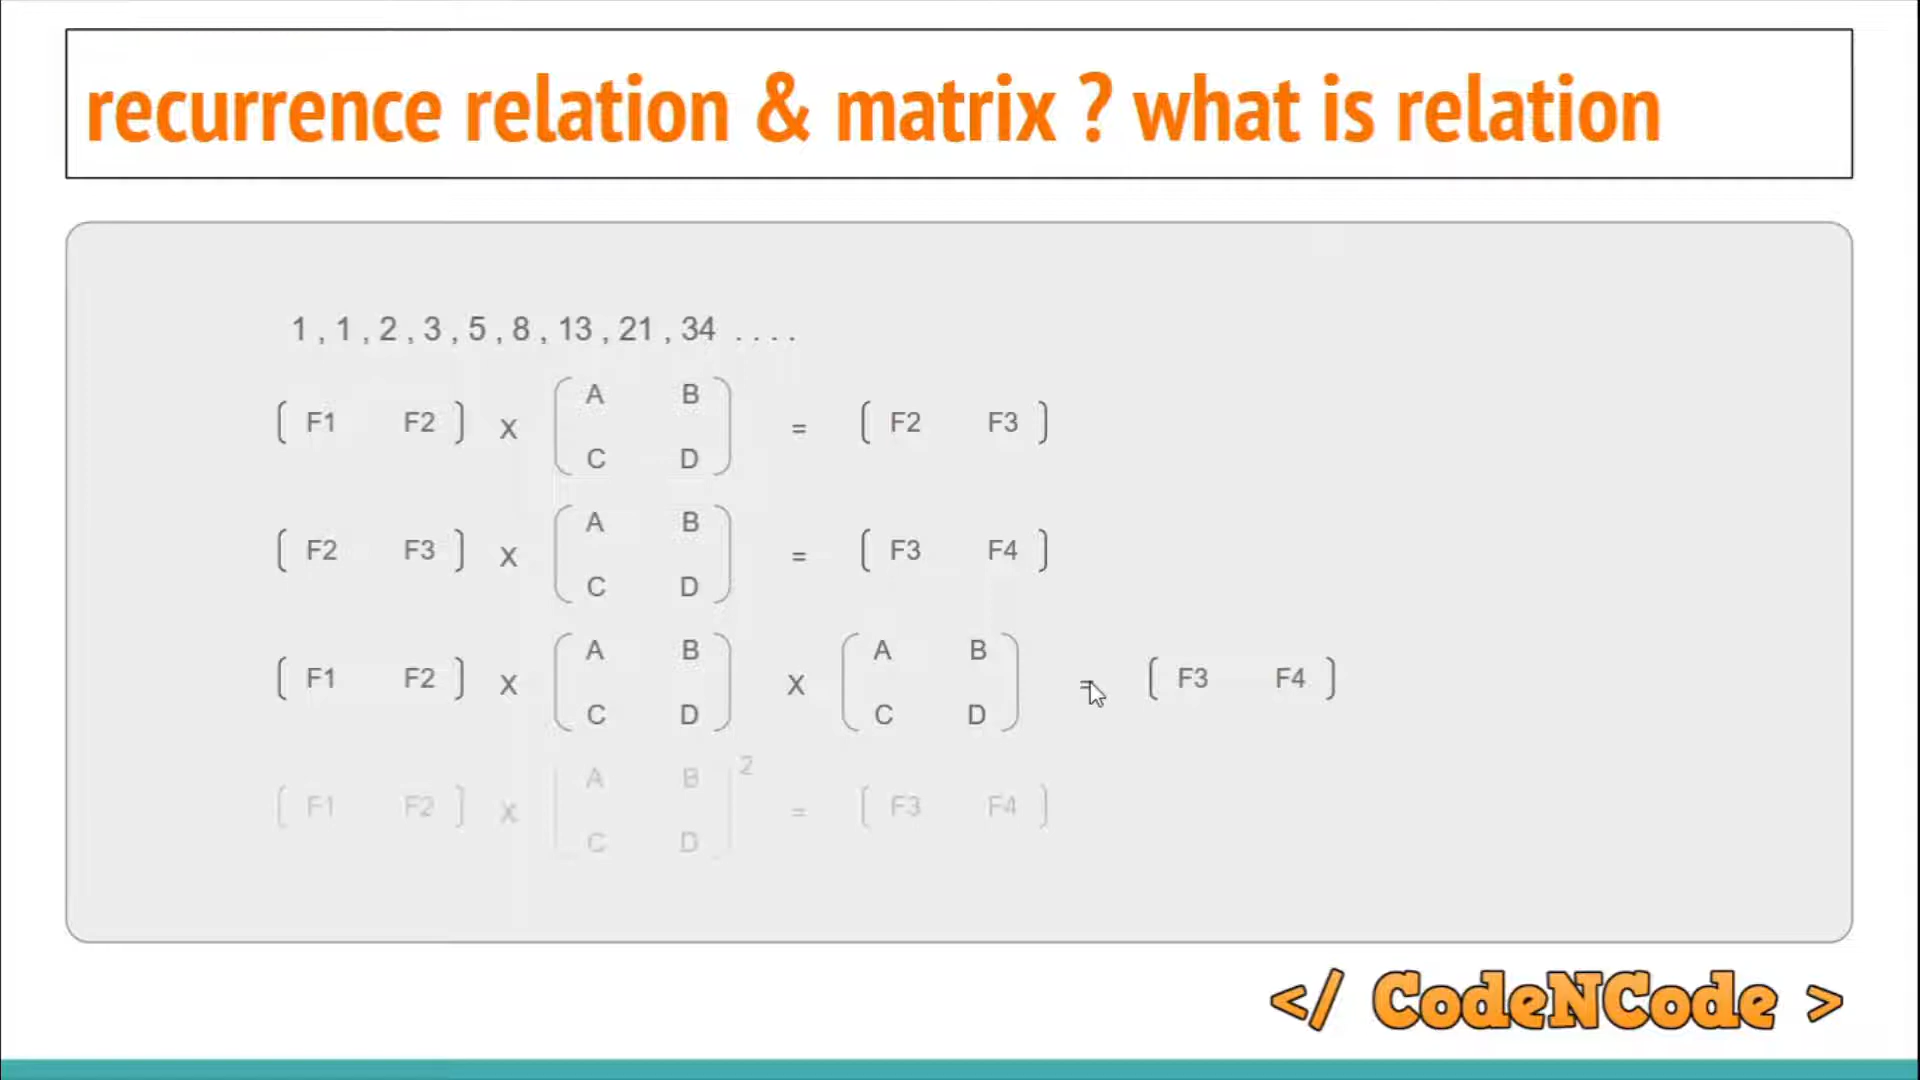 recurrence relation & matrix ? what is relation
1 , 1 , 2 , 3 , 5 , 8 , 13 , 21 , 34 . . . .
[ F1 F2 ] X ( A B = [ F2 F3 ]
C D )
[ F2 F3 ] X ( A B = [ F3 F4 ]
C D )
[ F1 F2 ] X ( A B X ( A B = [ F3 F4 ]
C D ) C D )
[ F1 F2 ] X ( A B 2 = [ F3 F4 ]
C D )
</ CodeNCode >